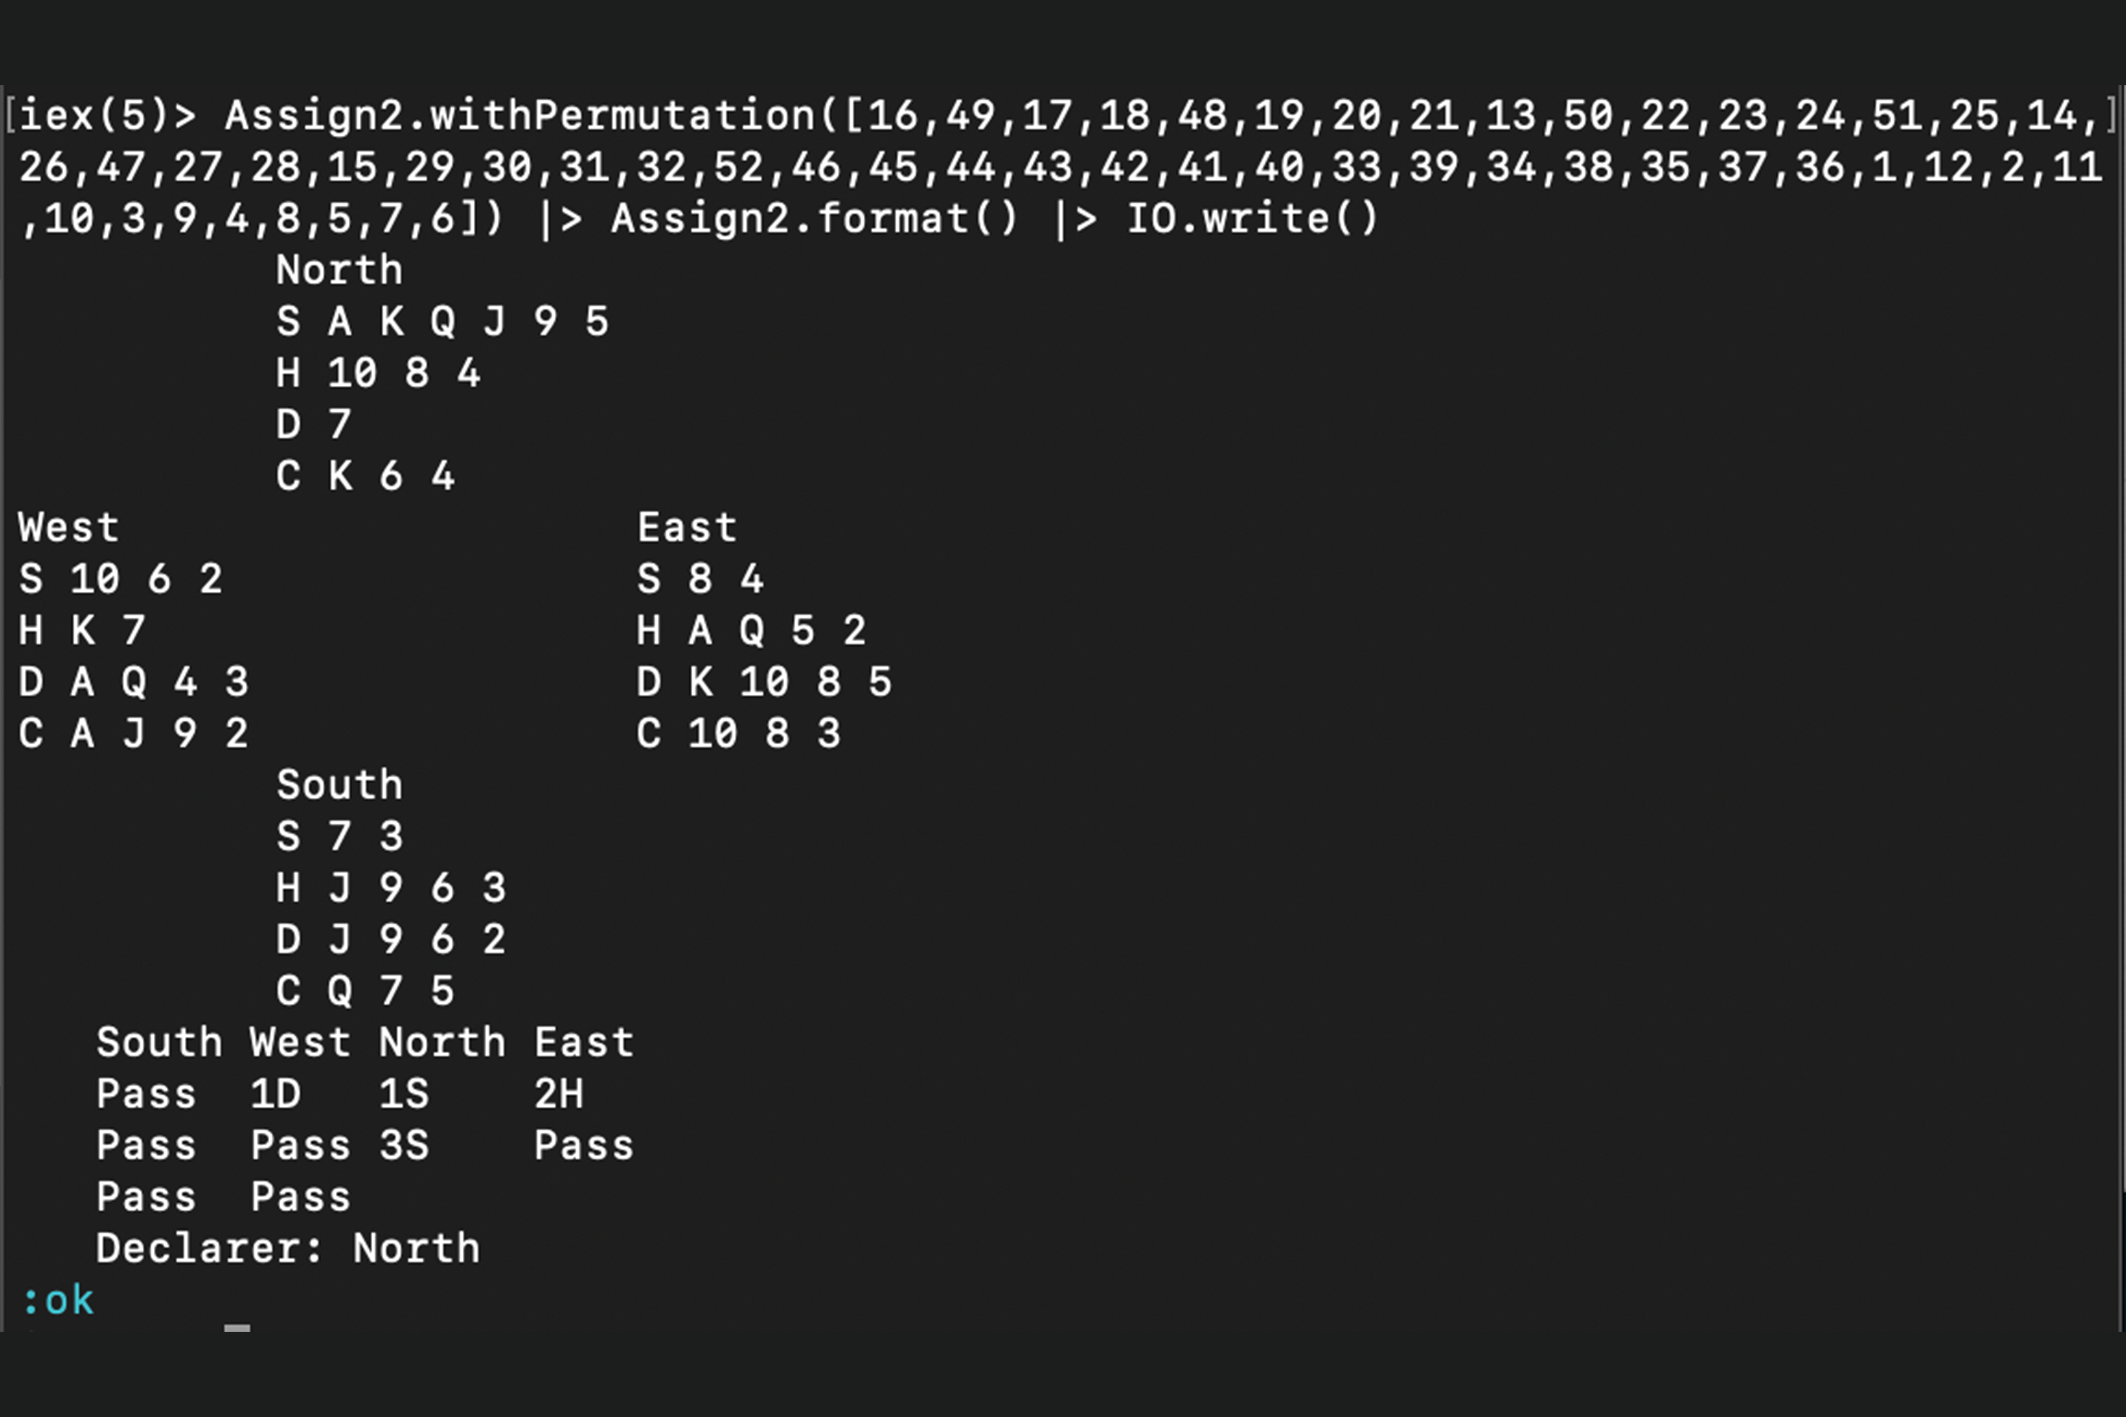 [iex(5)> Assign2.withPermutation([16,49,17,18,48,19,20,21,13,50,22,23,24,51,25,14,]
26,47,27,28,15,29,30,31,32,52,46,45,44,43,42,41,40,33,39,34,38,35,37,36,1,12,2,11
,10,3,9,4,8,5,7,6]) |> Assign2.format() |> IO.write()
North
S A K Q J 9 5
H 10 8 4
D 7
C K 6 4
West East
S 10 6 2 S 8 4
H K 7 H A Q 5 2
D A Q 4 3 D K 10 8 5
C A J 9 2 C 10 8 3
South
S 7 3
H J 9 6 3
D J 9 6 2
C Q 7 5
South West North East
Pass 1D 1S 2H
Pass Pass 3S Pass
Pass Pass
Declarer: North
:ok